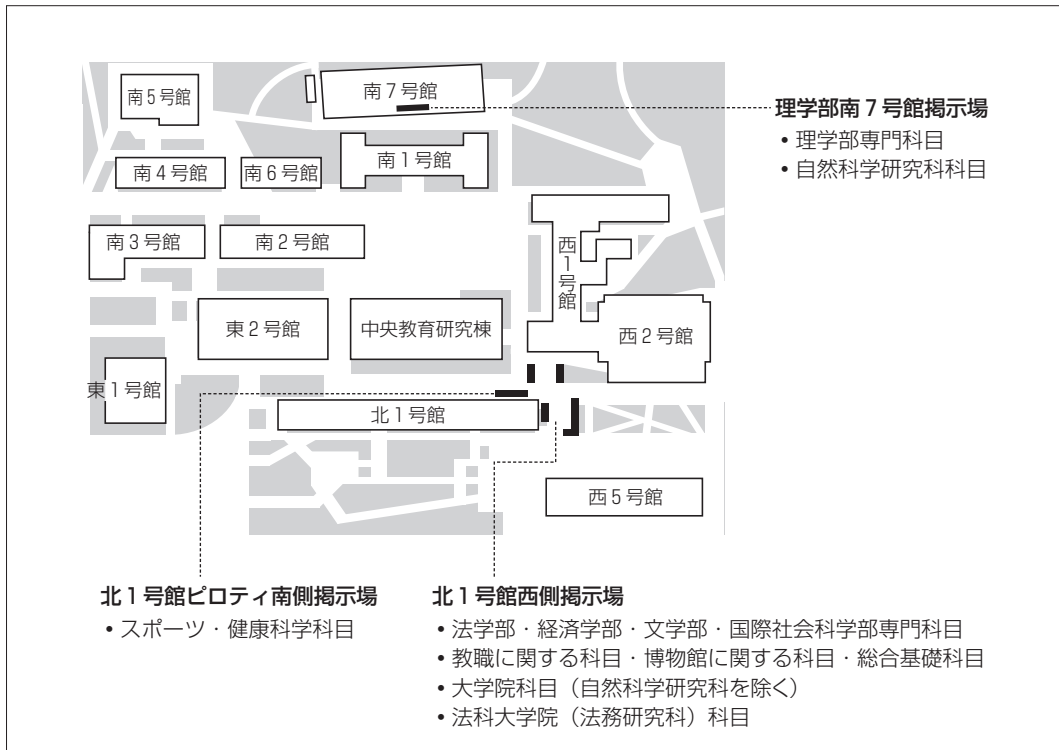 南5号館
南7号館
理学部南7号館掲示場
• 理学部専門科目
• 自然科学研究科科目
南4号館
南6号館
南1号館
南3号館
南2号館
西1号館
東2号館
中央教育研究棟
西2号館
東1号館
北1号館
西5号館
北1号館ピロティ南側掲示場
• スポーツ・健康科学科目
北1号館西側掲示場
• 法学部・経済学部・文学部・国際社会科学部専門科目
• 教職に関する科目・博物館に関する科目・総合基礎科目
• 大学院科目（自然科学研究科を除く）
• 法科大学院（法務研究科）科目